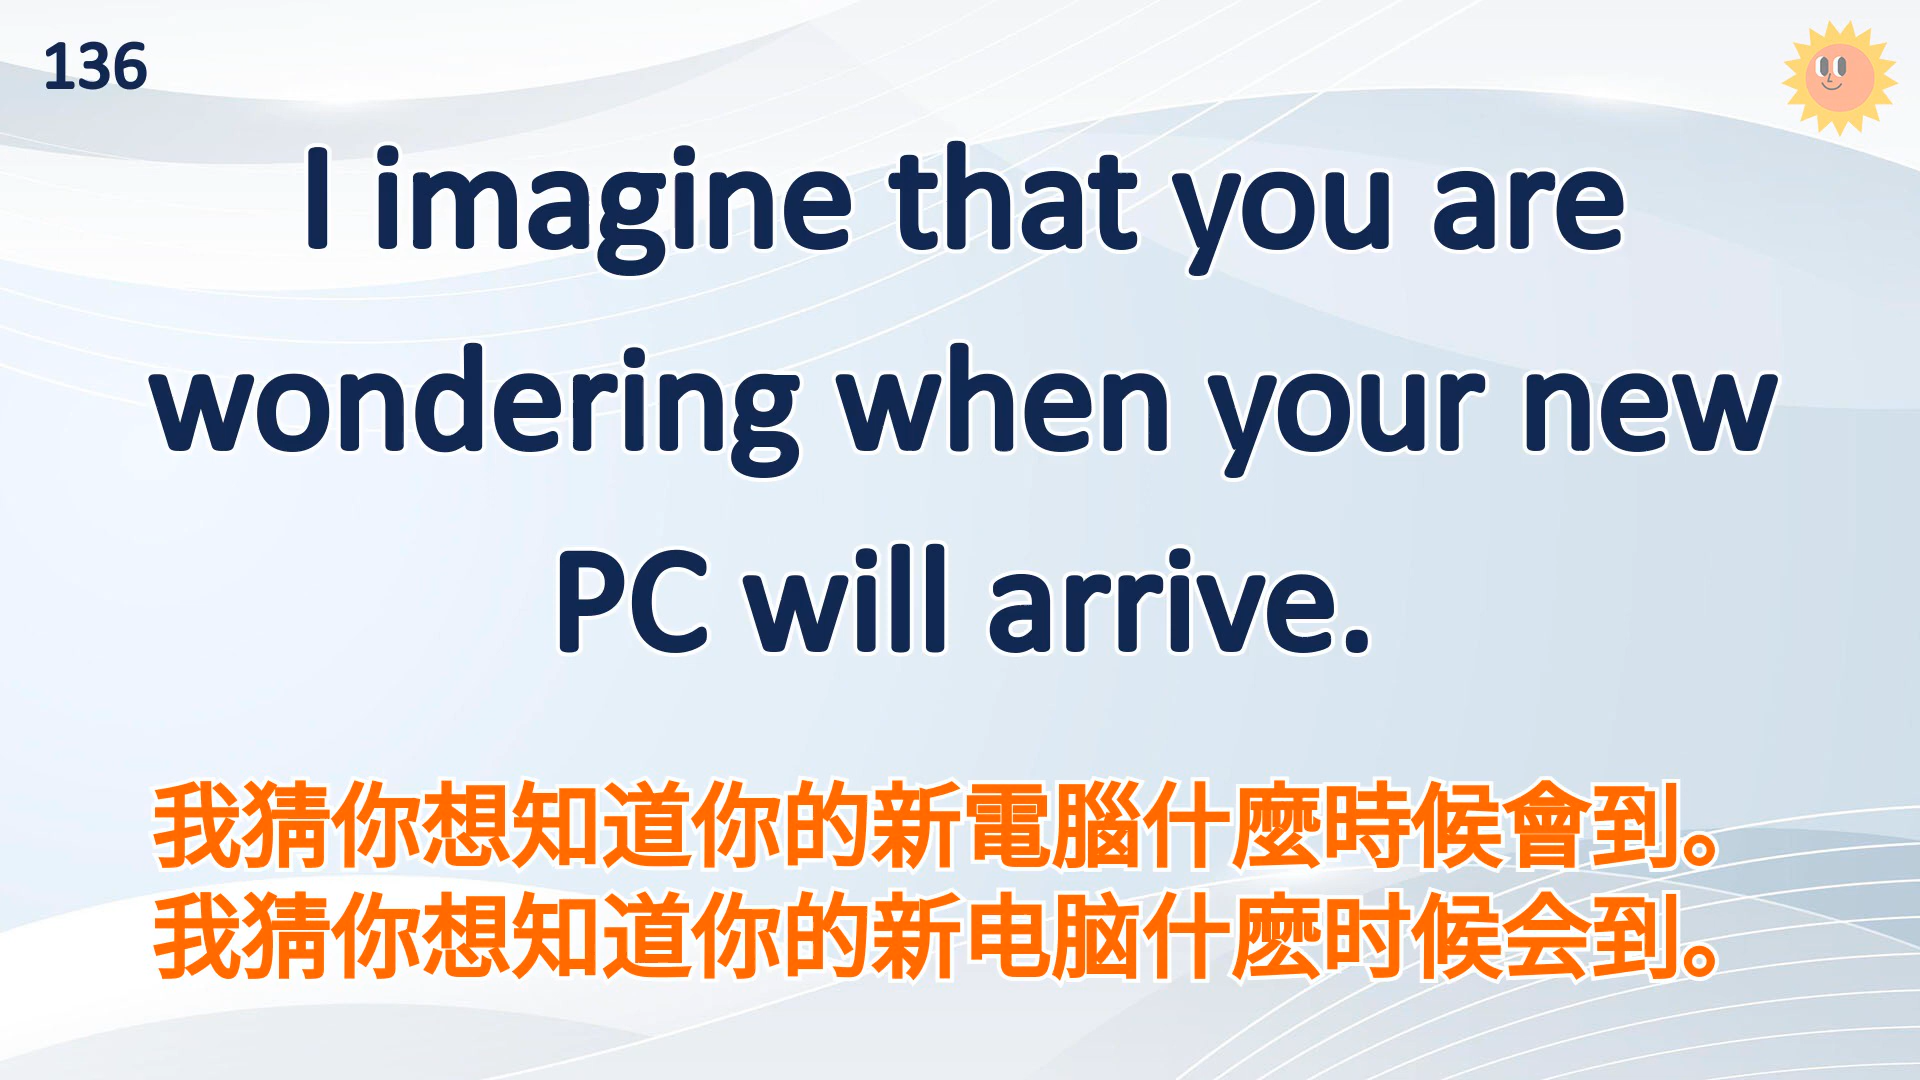 136
I imagine that you are
wondering when your new
PC will arrive.
我猜你想知道你的新電腦什麼時候會到。
我猜你想知道你的新电脑什麽时候会到。